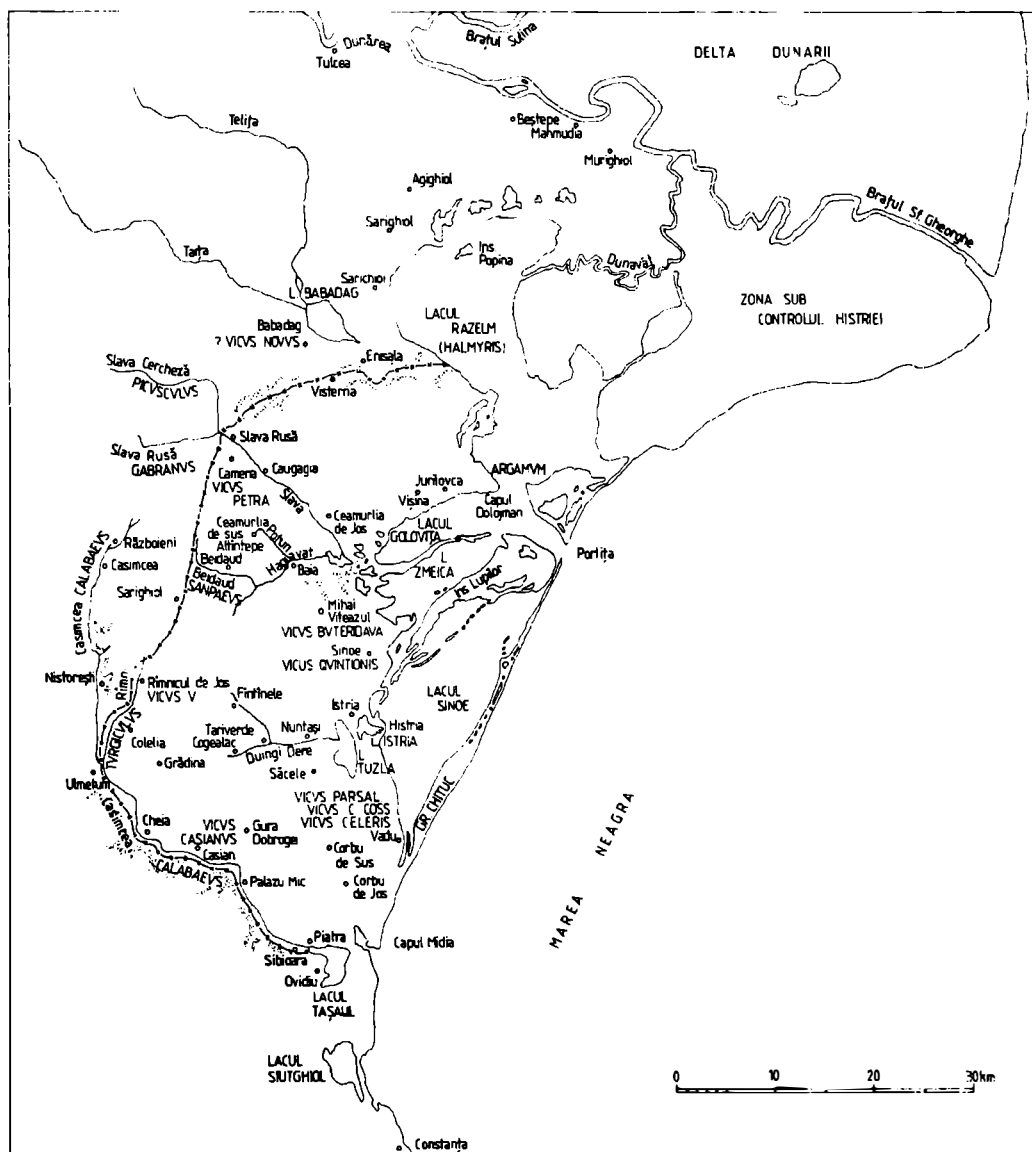 Dunărea
Brațul Sulina
Tulcea
DELTA DUNARII
Telița
Beștepe
Mahmudia
Murighiol
Agighiol
Sarighiol
Ins
Popina
Brațul Sf. Gheorghe
Dunavăț
Taița
Sarichioi
L. BABADAG
Babadag
? VICVS NOVVS
LACUL
RAZELM
(HALMYRIS)
ZONA SUB
CONTROLUL HISTRIEI
Enisala
Visterna
Slava Cercheză
PICVSCVLVS
Slava Rusă
Slava Rusă
GABRANVS
Camena
VICVS
PETRA
Caugagia
Slava
ARGAMVM
Jurilovca
Vișina
Capul
Doloșman
Ceamurlia
de Jos
Ceamurlia
de sus
Altîntepe
LACUL
GOLOVIȚA
Războieni
Casimcea
Casimcea CALABAEVS
Beidaud
Hagiavat
Baia
L
ZMEICA
Portița
Beidaud
SANPAEVS
Sarighiol
Ins Lupilor
Mihai
Viteazul
VICVS BVTERIDAVA
Sinoe
VICUS QVINTIONIS
Nistorești
Rîmnicul de Jos
VICVS V
Fîntînele
LACUL
SINOE
Istria
Histria
L ISTRIA
TVRGICVLVS
Colelia
Tariverde
Cogealac
Nuntași
Duingi Dere
Grădina
L
TUZLA
Săcele
Ulmetum
VICVS PARSAL
VICVS C COSS
VICVS CELERIS
GR CHITUC
Casimcea
Cheia
VICVS
CASIANVS
Casian
Gura
Dobrogei
Vadu
Corbu
de Sus
CALABAEVS
Palazu Mic
Corbu
de Jos
MAREA NEAGRA
Piatra
Capul Midia
Sibioara
Ovidiu
LACUL
TAȘAUL
LACUL
SIUTGHIOL
0 10 20 30 km
Constanța